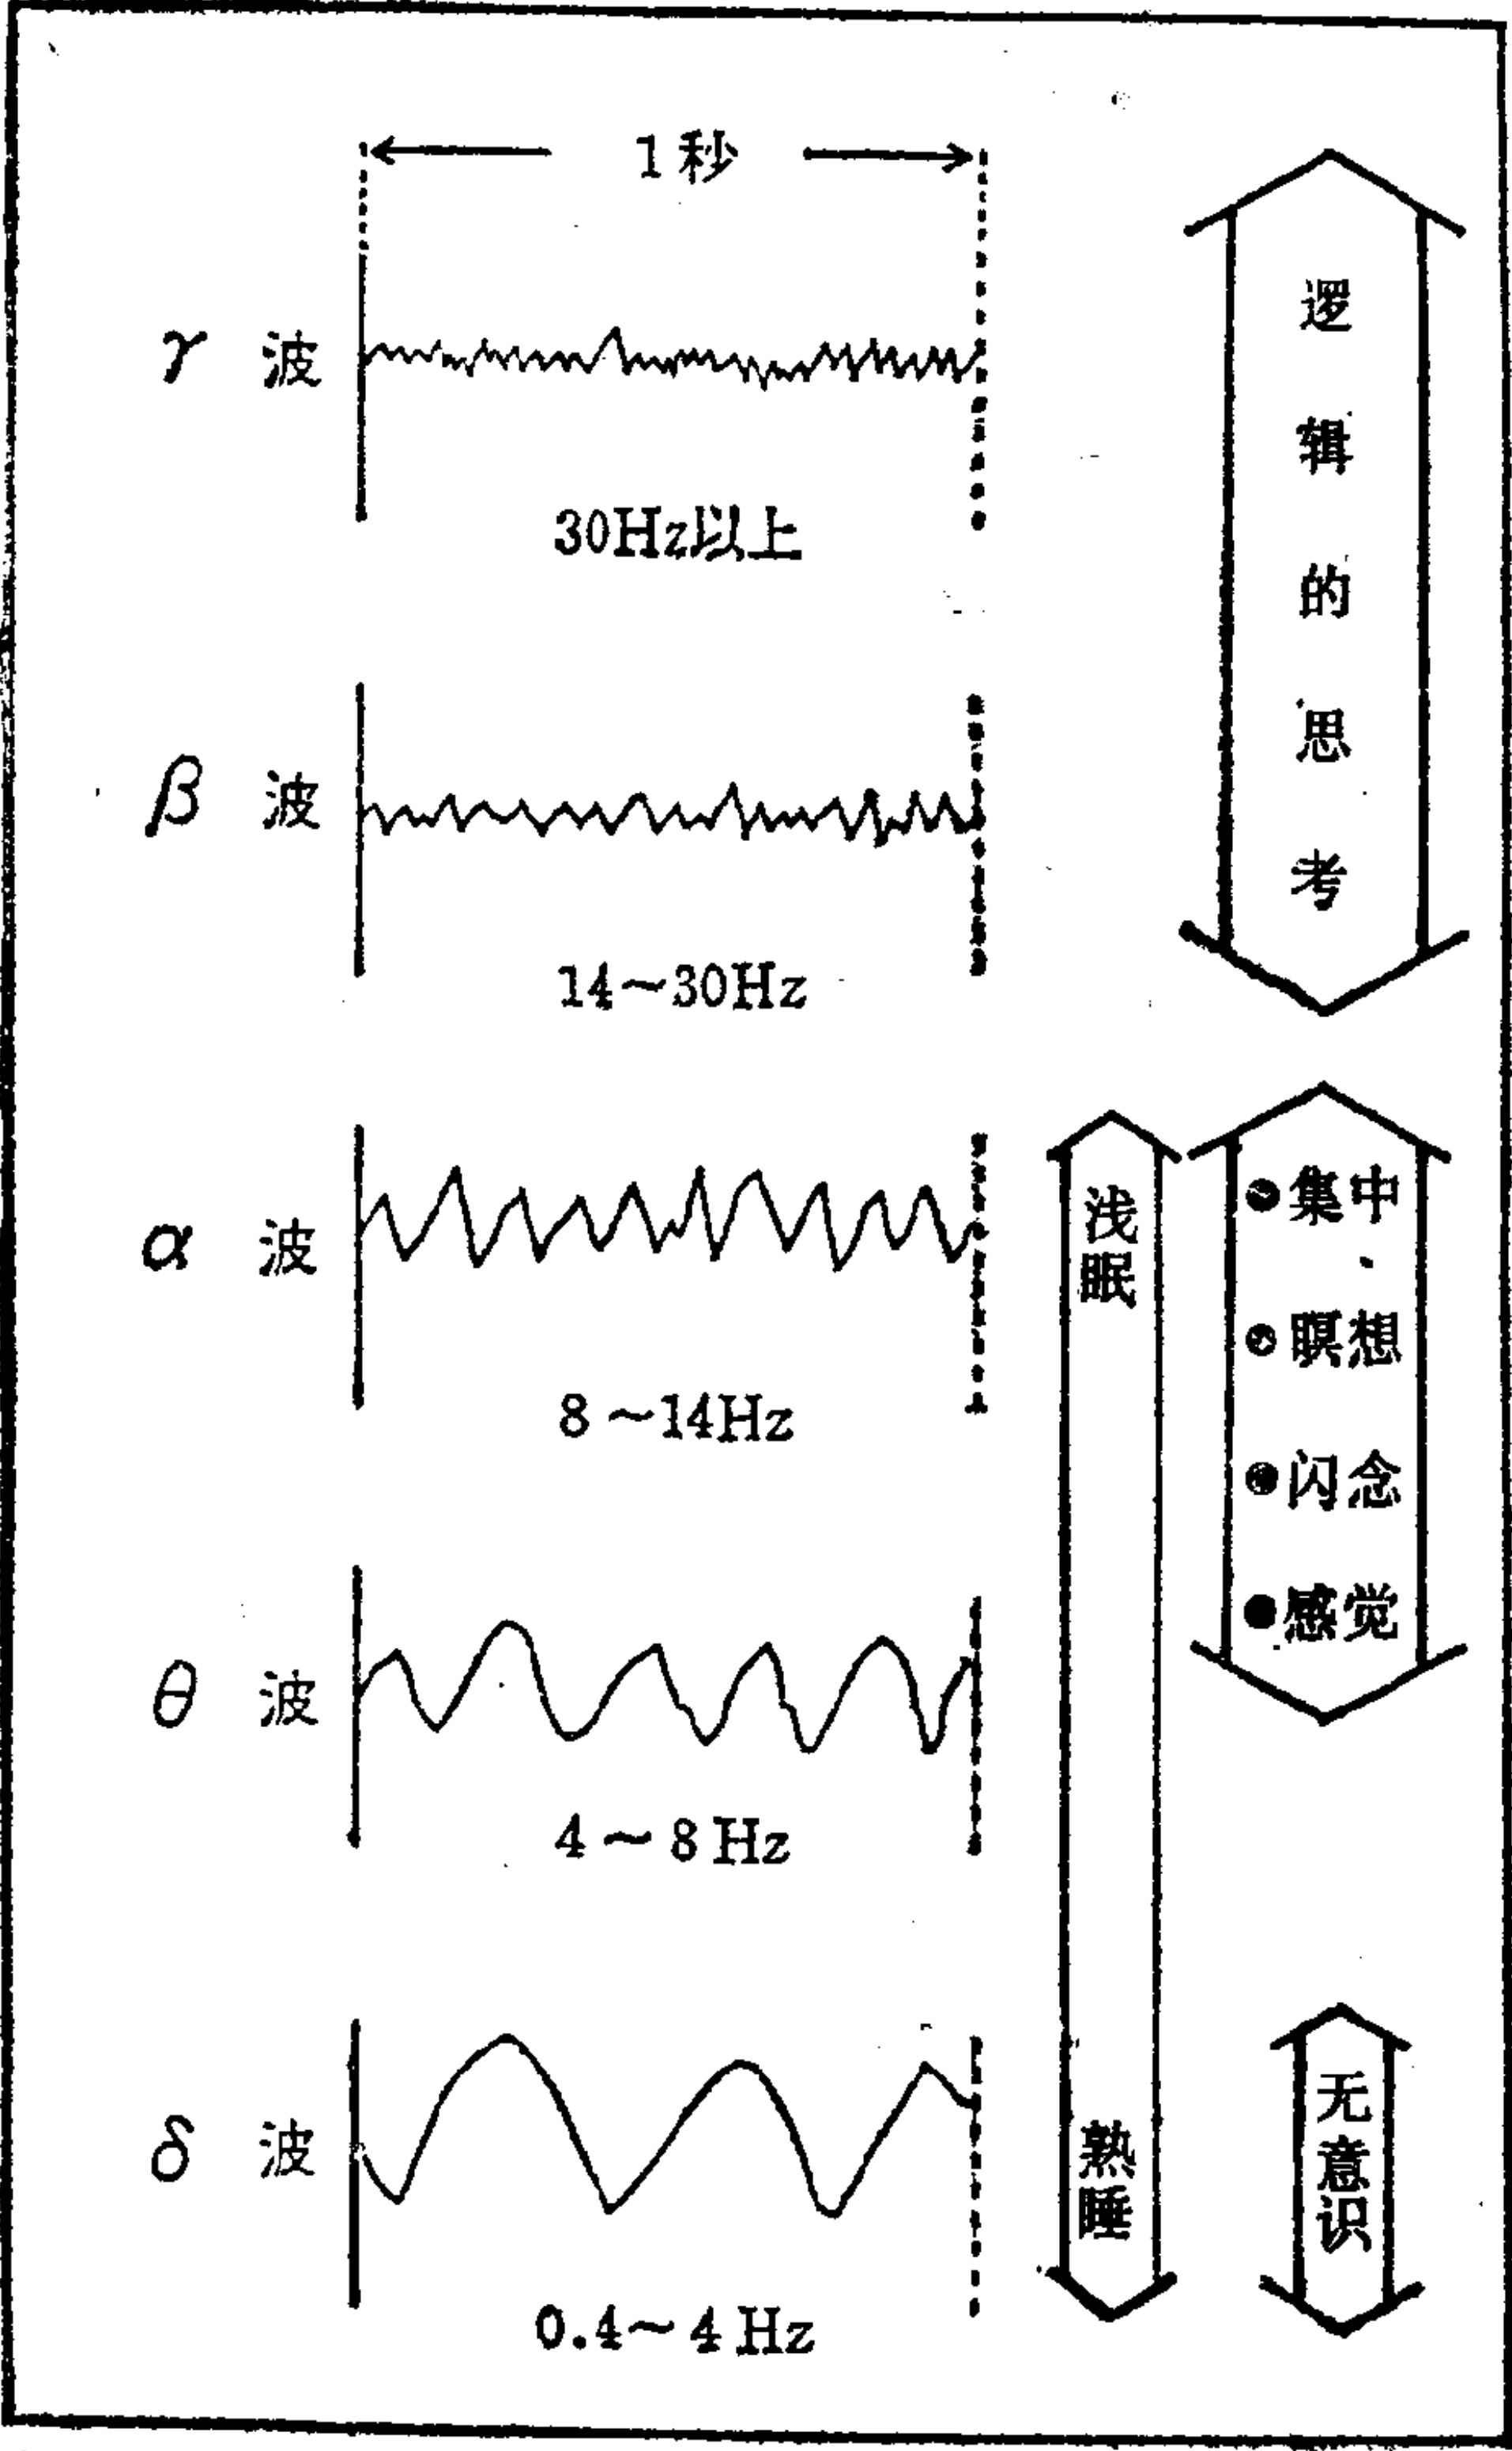 1秒
γ 波
30Hz以上
β 波
14～30Hz
逻辑的思考
α 波
8～14Hz
θ 波
4～8Hz
δ 波
0.4～4Hz
浅眠
熟睡
●集中
●瞑想
●闪念
●感觉
无意识